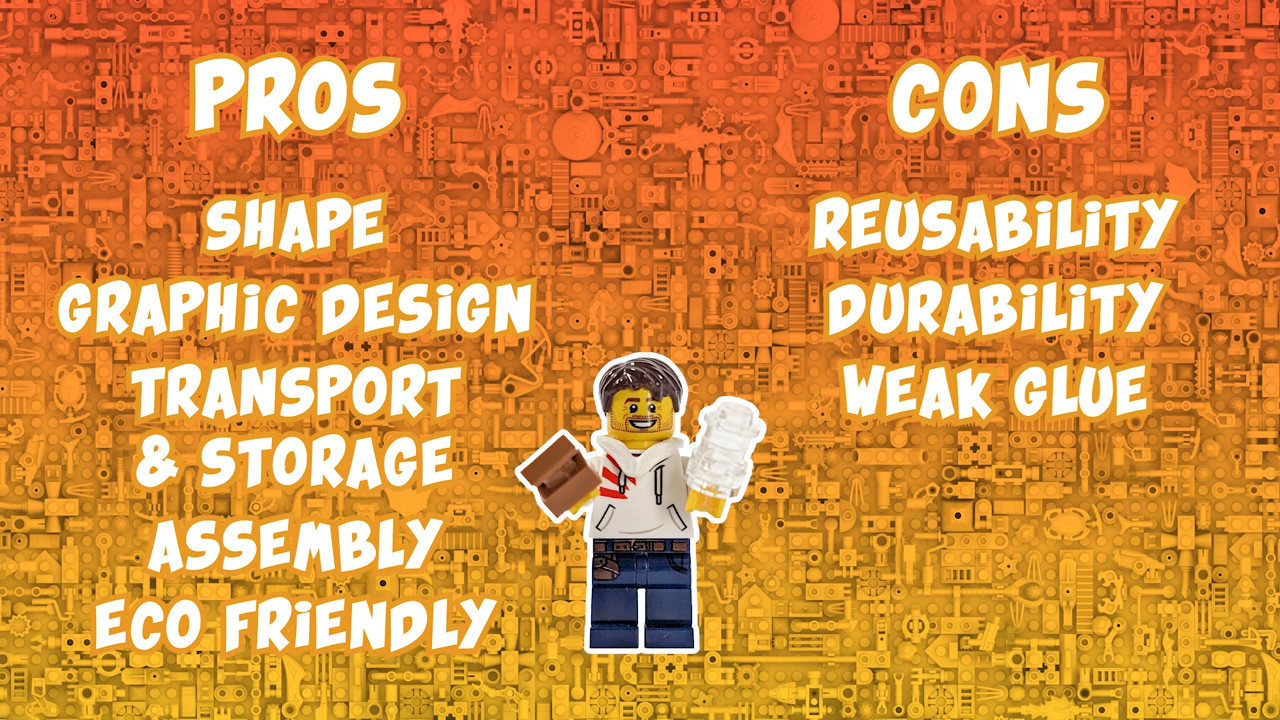 PROS
SHAPE
GRAPHiC DESiGN
TRANSPORT
& STORAGE
ASSEMBLY
ECO FRiENDLY
CONS
REUSABiLiTY
DURABiLiTY
WEAK GLUE